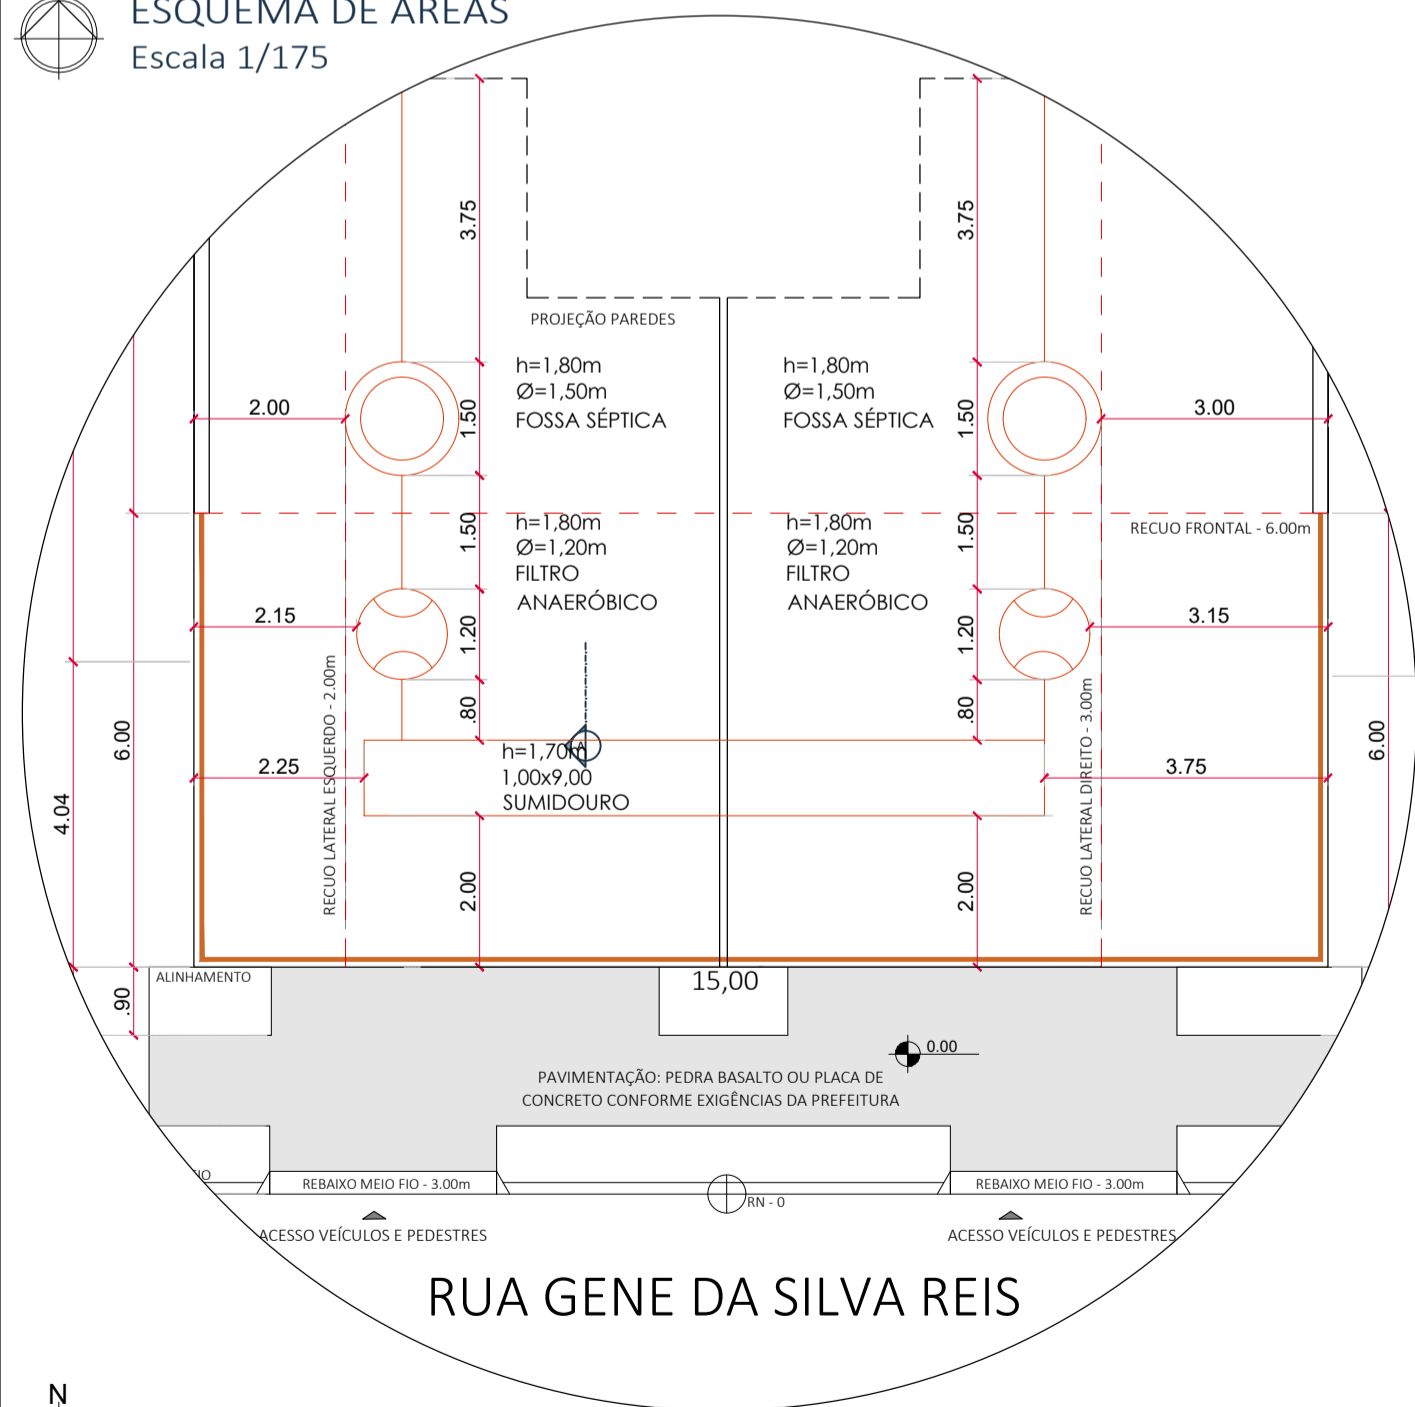 ESQUEMA DE ÁREAS
Escala 1/175
3.75
3.75
PROJEÇÃO PAREDES
h=1,80m
Ø=1,50m
FOSSA SÉPTICA
h=1,80m
Ø=1,50m
FOSSA SÉPTICA
2.00
1.50
1.50
3.00
RECUO FRONTAL - 6.00m
h=1,80m
Ø=1,20m
FILTRO
ANAERÓBICO
h=1,80m
Ø=1,20m
FILTRO
ANAERÓBICO
1.50
1.50
2.15
1.20
1.20
3.15
RECUO LATERAL ESQUERDO - 2.00m
RECUO LATERAL DIREITO - 3.00m
.80
.80
6.00
6.00
4.04
2.25
A
h=1,70m
1,00x9,00
SUMIDOURO
3.75
2.00
2.00
ALINHAMENTO
15,00
.90
0.00
PAVIMENTAÇÃO: PEDRA BASALTO OU PLACA DE
CONCRETO CONFORME EXIGÊNCIAS DA PREFEITURA
IO
REBAIXO MEIO FIO - 3.00m
REBAIXO MEIO FIO - 3.00m
RN - 0
ACESSO VEÍCULOS E PEDESTRES
ACESSO VEÍCULOS E PEDESTRES
RUA GENE DA SILVA REIS
N